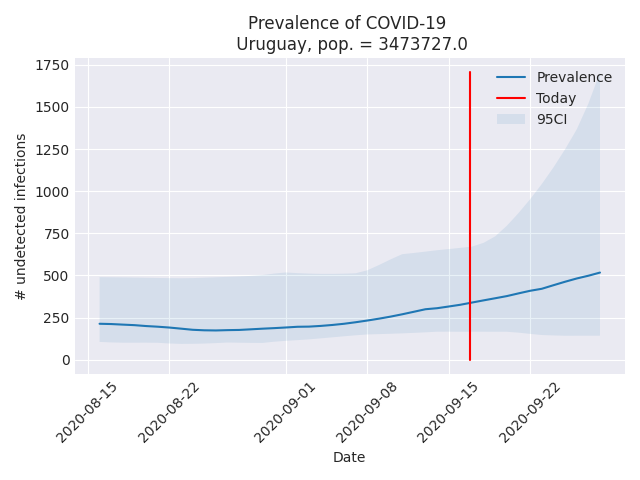 Prevalence of COVID-19
Uruguay, pop. = 3473727.0
1750
1500
1250
1000
750
500
250
0
# undetected infections
Prevalence
Today
95CI
2020-08-15
2020-08-22
2020-09-01
2020-09-08
2020-09-15
2020-09-22
Date